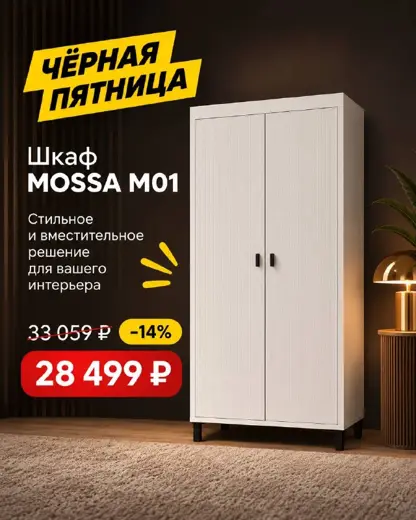 ЧЁРНАЯ
ПЯТНИЦА
Шкаф
MOSSA M01
Стильное
и вместительное
решение
для вашего
интерьера
33 059 ₽
-14%
28 499 ₽